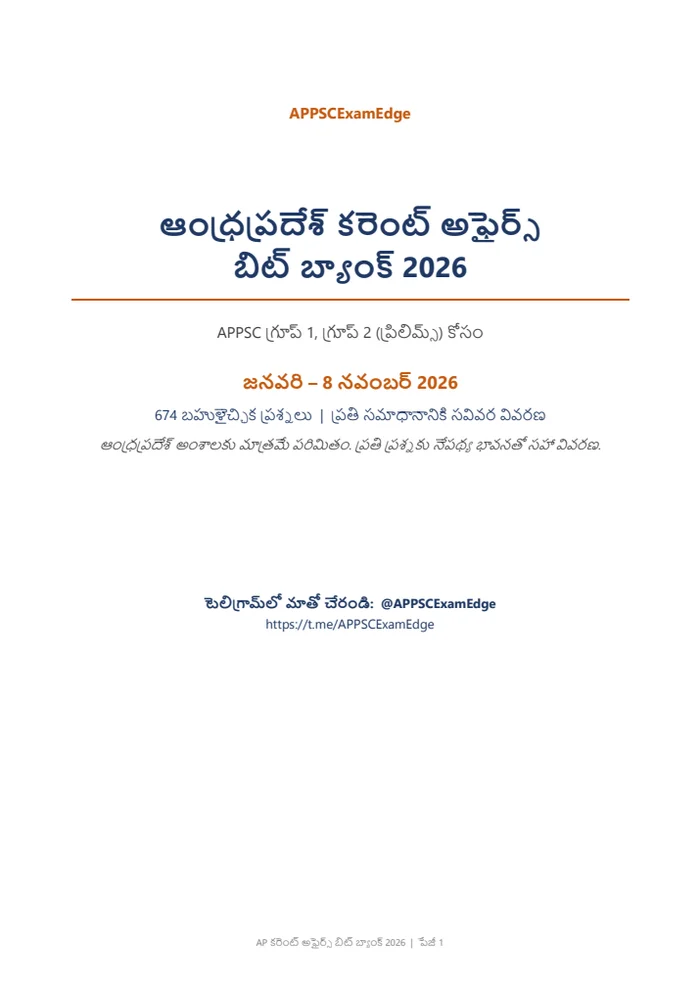 APPSCExamEdge
ఆంధ్రప్రదేశ్ కరెంట్ అఫైర్స్
బిట్ బ్యాంక్ 2026
APPSC గ్రూప్ 1, గ్రూప్ 2 (ప్రిలిమ్స్) కోసం
జనవరి – 8 నవంబర్ 2026
674 బహుళైచ్ఛిక ప్రశ్నలు | ప్రతి సమాధానానికి సవివర వివరణ
ఆంధ్రప్రదేశ్ అంశాలకు మాత్రమే పరిమితం. ప్రతి ప్రశ్నకు నేపథ్య భావనతో సహా వివరణ.
టెలిగ్రామ్‌లో మాతో చేరండి: @APPSCExamEdge
https://t.me/APPSCExamEdge
AP కరెంట్ అఫైర్స్ బిట్ బ్యాంక్ 2026 | పేజీ 1